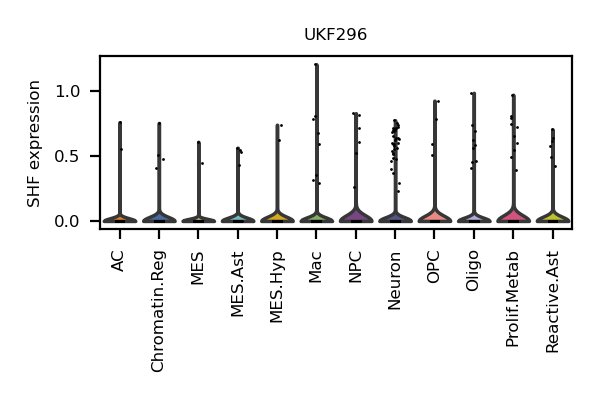 UKF296
SHF expression
1.0
0.5
0.0
AC
Chromatin.Reg
MES
MES.Ast
MES.Hyp
Mac
NPC
Neuron
OPC
Oligo
Prolif.Metab
Reactive.Ast